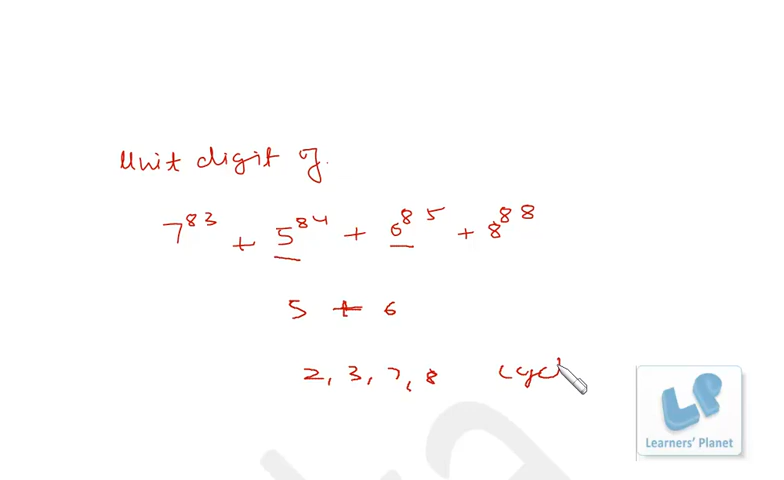 Unit digit of
7^83 + 5^84 + 6^85 + 8^88
5 + 6
2, 3, 7, 8 cycl
LP
Learners' Planet